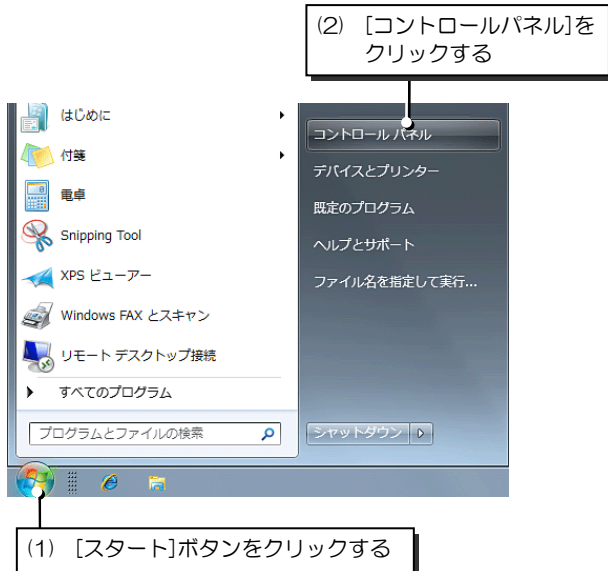 (2) [コントロールパネル]を
クリックする
はじめに
付箋
電卓
Snipping Tool
XPS ビューアー
Windows FAX とスキャン
リモート デスクトップ接続
すべてのプログラム
プログラムとファイルの検索
コントロール パネル
デバイスとプリンター
既定のプログラム
ヘルプとサポート
ファイル名を指定して実行...
シャットダウン
(1) [スタート]ボタンをクリックする